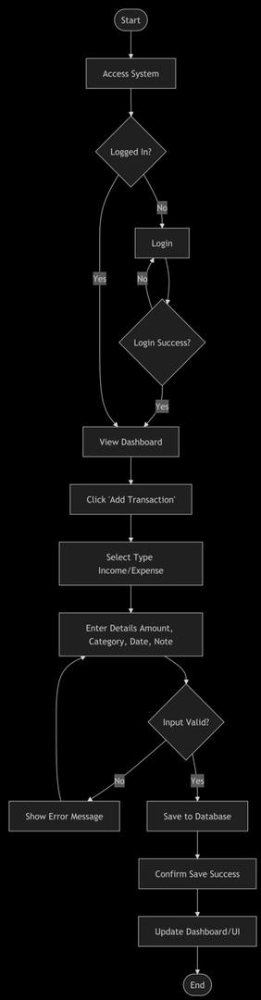 Start
Access System
Logged In?
No
Login
Yes
No
Login Success?
Yes
View Dashboard
Click 'Add Transaction'
Select Type
Income/Expense
Enter Details Amount,
Category, Date, Note
Input Valid?
No
Yes
Show Error Message
Save to Database
Confirm Save Success
Update Dashboard/UI
End